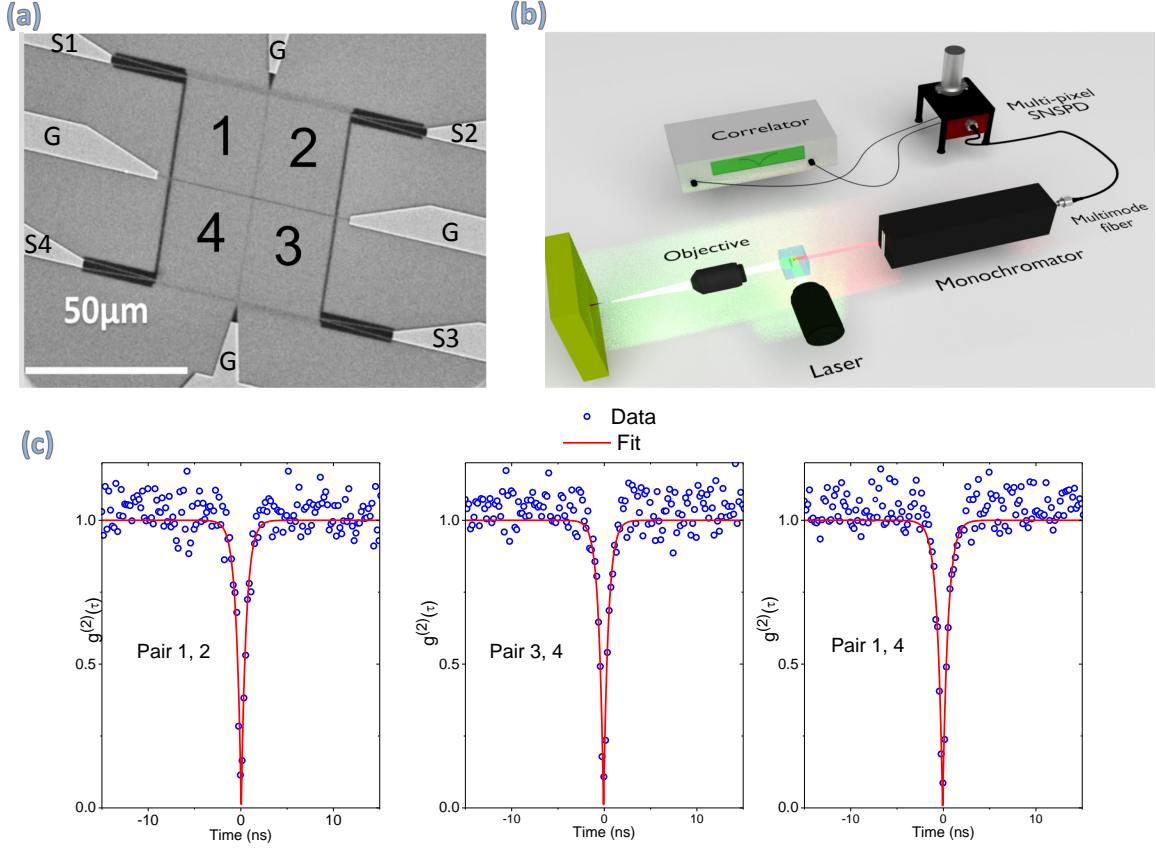 (a)
S1
G
G
1
2
S2
S4
4
3
G
50µm
G
S3
(b)
Correlator
Multi-pixel
SNSPD
Objective
Multimode
fiber
Monochromator
Laser
Data
Fit
(c)
1.0
0.5
0.0
g(2)(τ)
Pair 1, 2
-10
0
10
Time (ns)
1.0
0.5
0.0
g(2)(τ)
Pair 3, 4
-10
0
10
Time (ns)
1.0
0.5
0.0
g(2)(τ)
Pair 1, 4
-10
0
10
Time (ns)